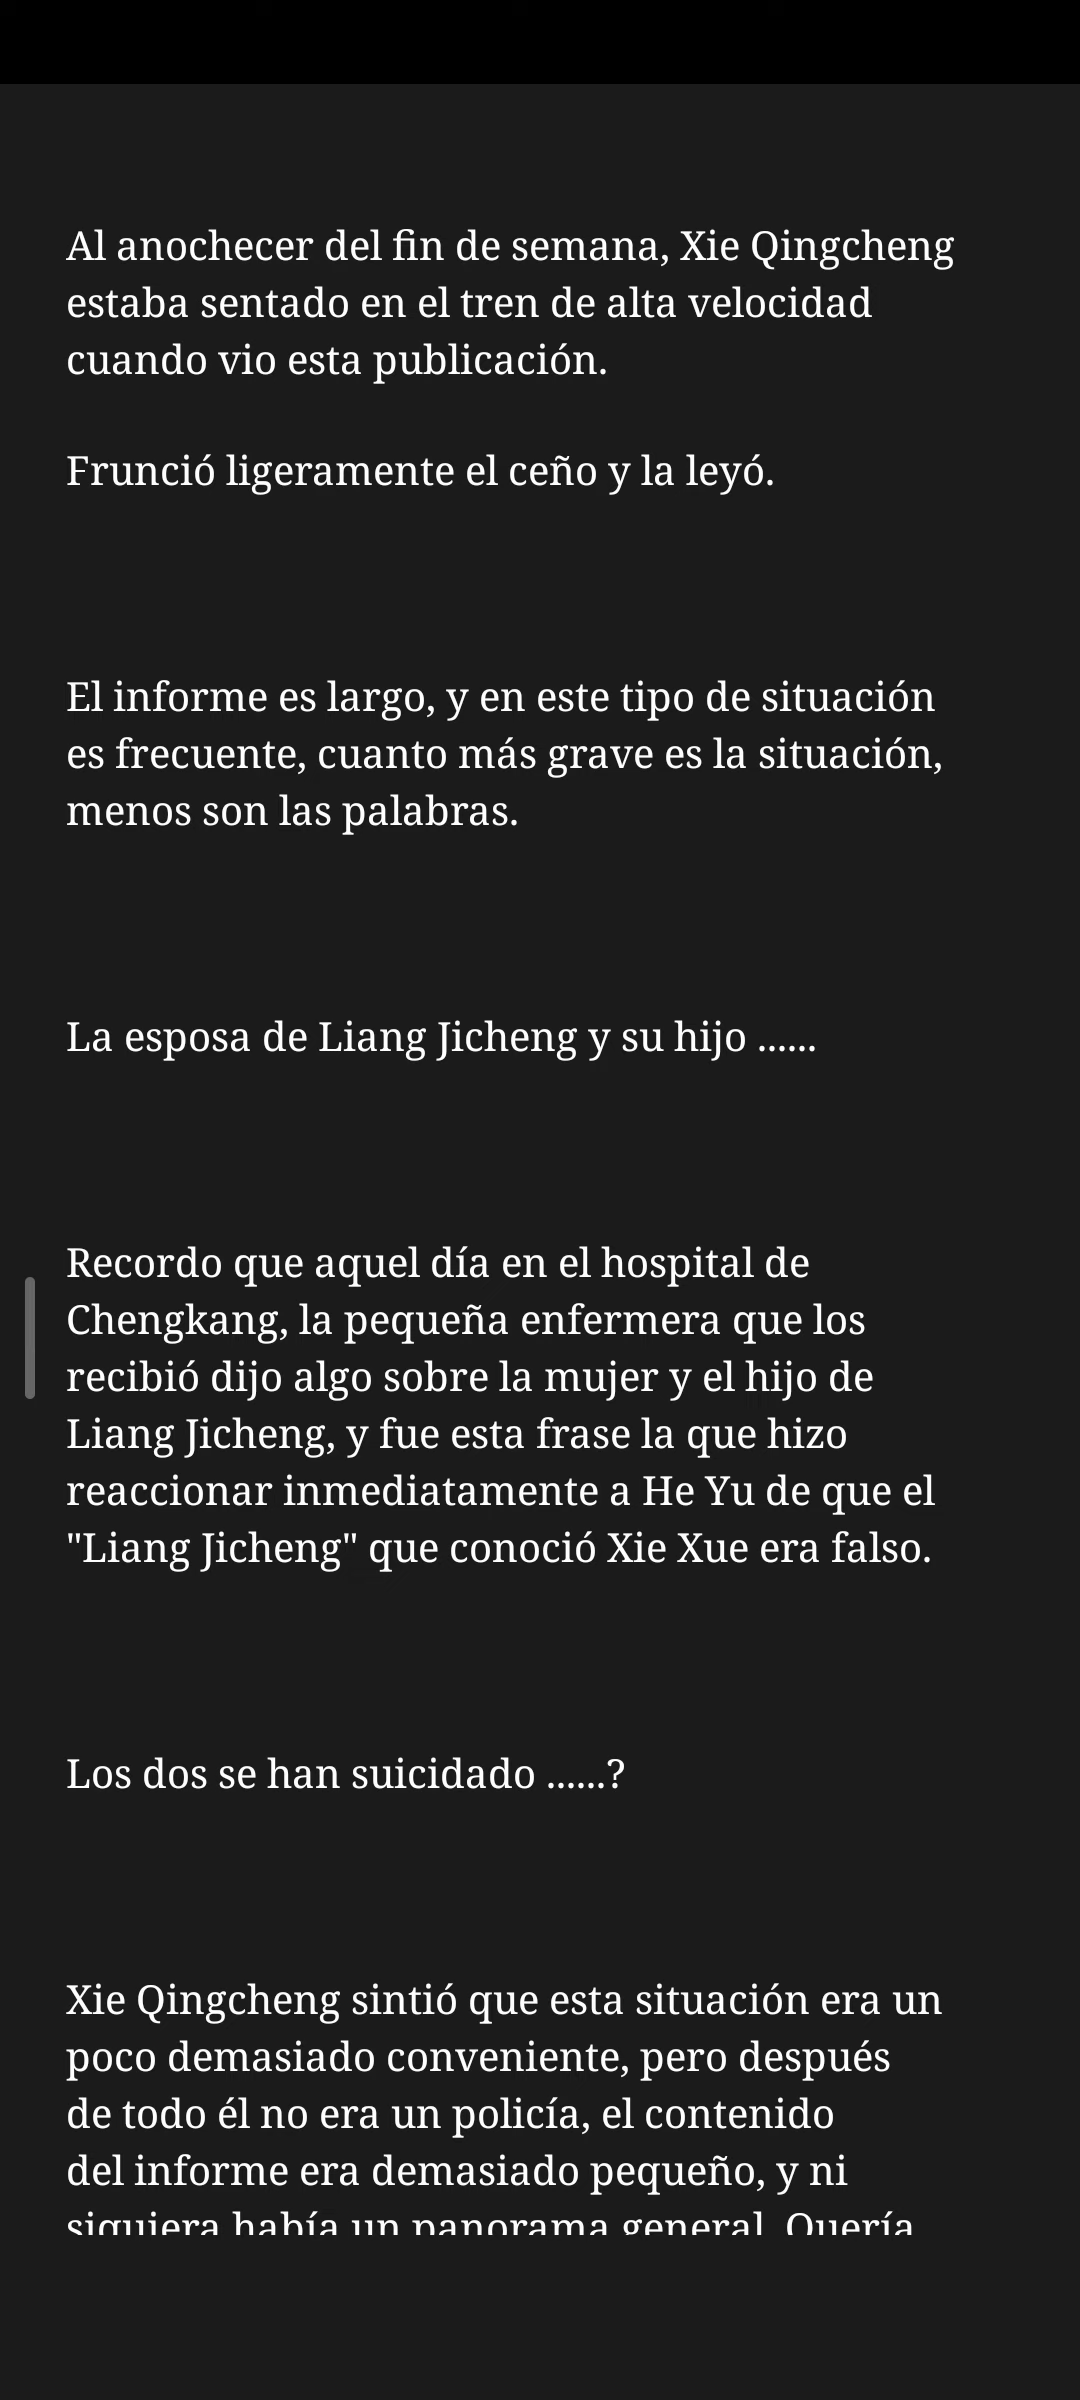 Al anochecer del fin de semana, Xie Qingcheng
estaba sentado en el tren de alta velocidad
cuando vio esta publicación.
Frunció ligeramente el ceño y la leyó.
El informe es largo, y en este tipo de situación
es frecuente, cuanto más grave es la situación,
menos son las palabras.
La esposa de Liang Jicheng y su hijo ......
Recordo que aquel día en el hospital de
Chengkang, la pequeña enfermera que los
recibió dijo algo sobre la mujer y el hijo de
Liang Jicheng, y fue esta frase la que hizo
reaccionar inmediatamente a He Yu de que el
"Liang Jicheng" que conoció Xie Xue era falso.
Los dos se han suicidado ......?
Xie Qingcheng sintió que esta situación era un
poco demasiado conveniente, pero después
de todo él no era un policía, el contenido
del informe era demasiado pequeño, y ni
siquiera había un panorama general. Quería